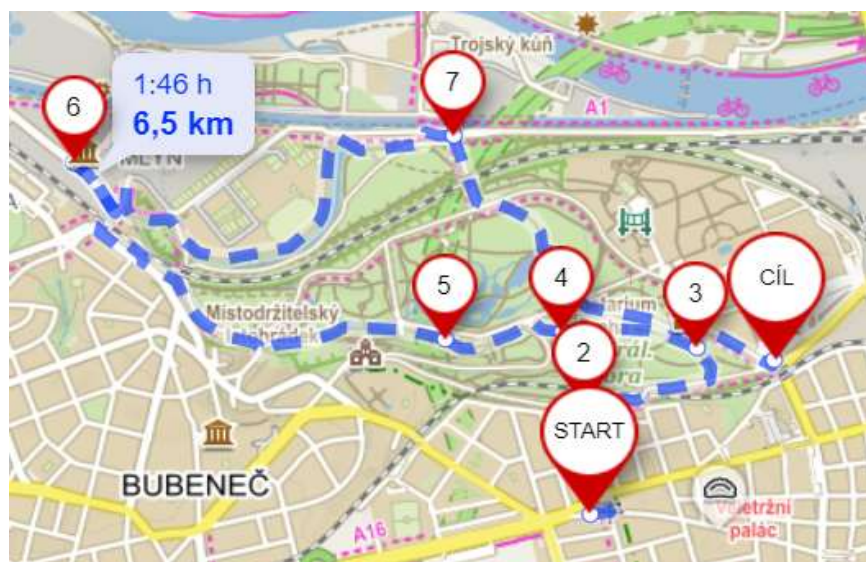 Trojský kůň
7
1:46 h
6
6,5 km
A1
MLÝN
CÍL
5
4
3
Místodržitelský
2
START
BUBENEČ
A16
palác